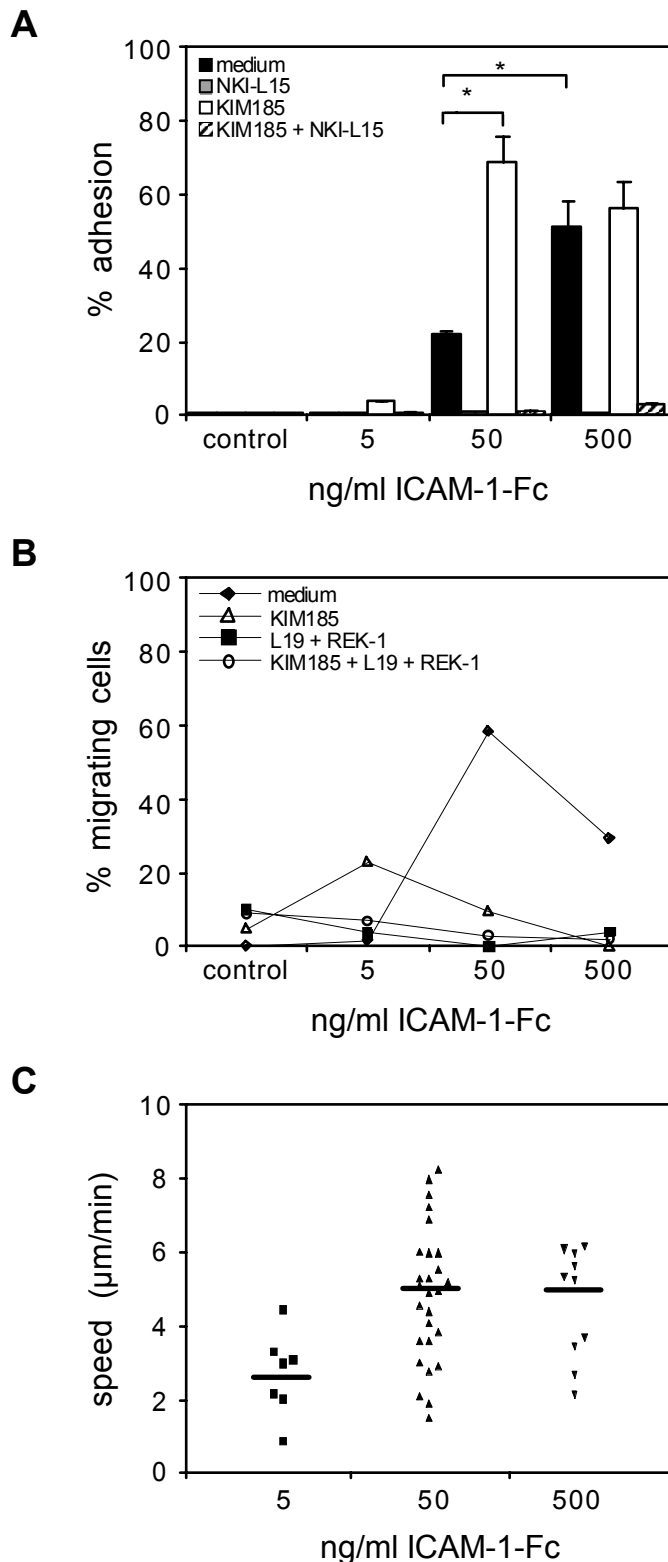 A
100
80
60
40
20
0
% adhesion
medium
NKI-L15
KIM185
KIM185 + NKI-L15
*
*
control 5 50 500
ng/ml ICAM-1-Fc
B
100
80
60
40
20
0
% migrating cells
medium
KIM185
L19 + REK-1
KIM185 + L19 + REK-1
control 5 50 500
ng/ml ICAM-1-Fc
C
10
8
6
4
2
0
speed (µm/min)
5 50 500
ng/ml ICAM-1-Fc